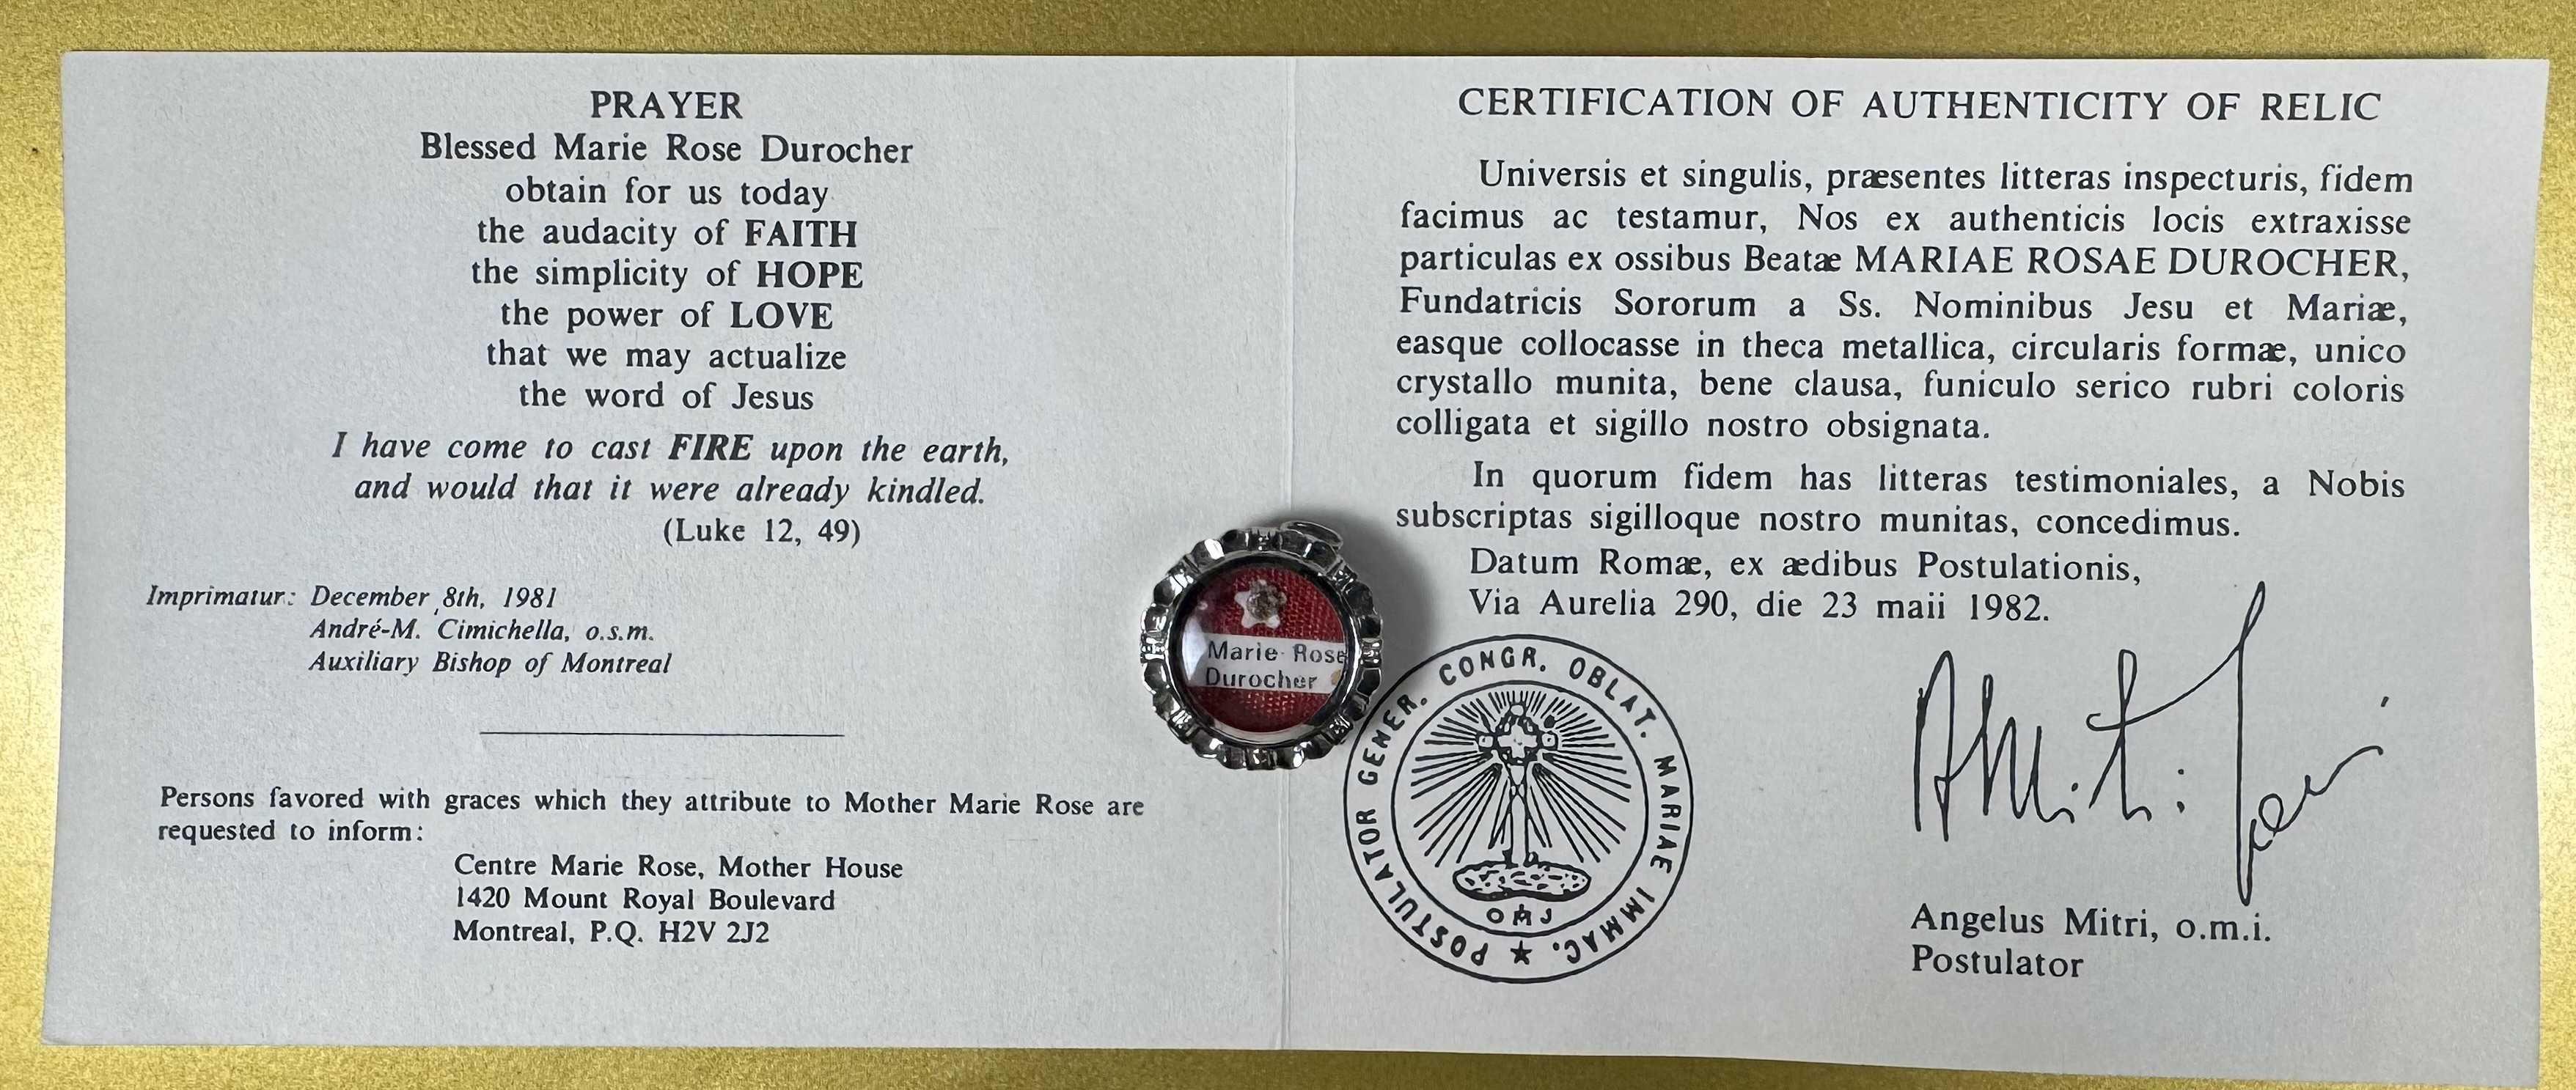 PRAYER
Blessed Marie Rose Durocher
obtain for us today
the audacity of FAITH
the simplicity of HOPE
the power of LOVE
that we may actualize
the word of Jesus
I have come to cast FIRE upon the earth,
and would that it were already kindled.
(Luke 12, 49)
Imprimatur: December 8th, 1981
André-M. Cimichella, o.s.m.
Auxiliary Bishop of Montreal
Persons favored with graces which they attribute to Mother Marie Rose are
requested to inform:
Centre Marie Rose, Mother House
1420 Mount Royal Boulevard
Montreal, P.Q. H2V 2J2
Marie Rose
Durocher
CERTIFICATION OF AUTHENTICITY OF RELIC
Universis et singulis, præsentes litteras inspecturis, fidem
facimus ac testamur, Nos ex authenticis locis extraxisse
particulas ex ossibus Beatæ MARIAE ROSAE DUROCHER,
Fundatricis Sororum a Ss. Nominibus Jesu et Mariæ,
easque collocasse in theca metallica, circularis formæ, unico
crystallo munita, bene clausa, funiculo serico rubri coloris
colligata et sigillo nostro obsignata.
In quorum fidem has litteras testimoniales, a Nobis
subscriptas sigilloque nostro munitas, concedimus.
Datum Romæ, ex ædibus Postulationis,
Via Aurelia 290, die 23 maii 1982.
POSTULATOR GENER. CONGR. OBLAT. MARIAE IMMAC.
OMJ
Angelus Mitri, o.m.i.
Postulator